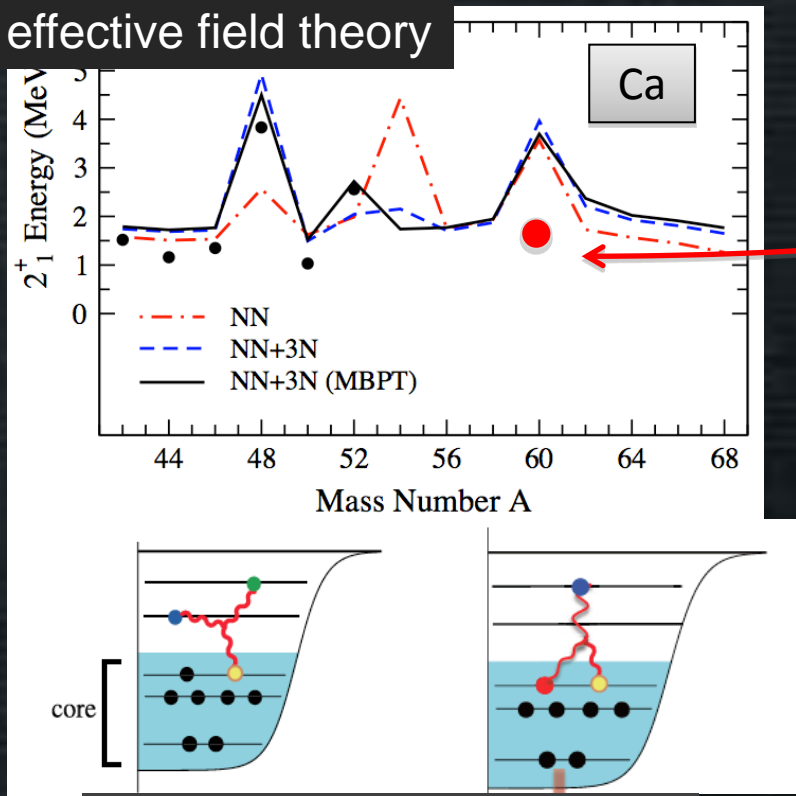 effective field theory
Ca
2⁺₁ Energy (MeV
5
4
3
2
1
0
NN
NN+3N
NN+3N (MBPT)
44 48 52 56 60 64 68
Mass Number A
core